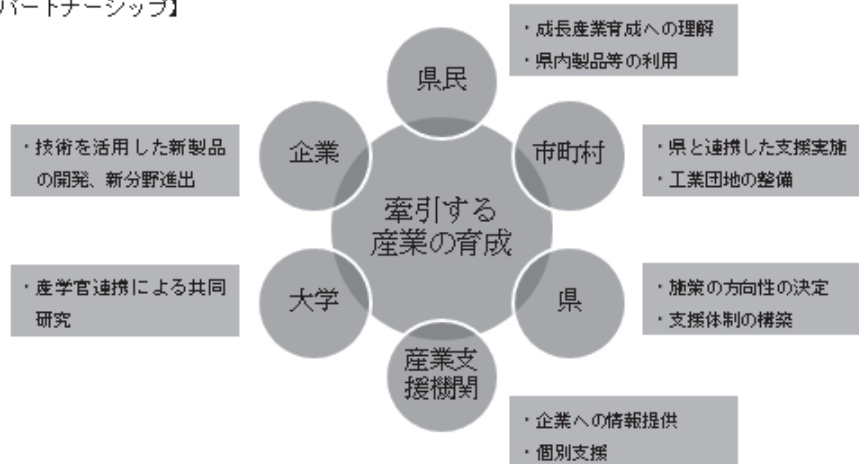 パートナーシップ】
・成長産業育成への理解
・県内製品等の利用
県民
企業
市町村
・技術を活用した新製品
の開発、新分野進出
・県と連携した支援実施
・工業団地の整備
牽引する
産業の育成
大学
県
・産学官連携による共同
研究
・施策の方向性の決定
・支援体制の構築
産業支
援機関
・企業への情報提供
・個別支援